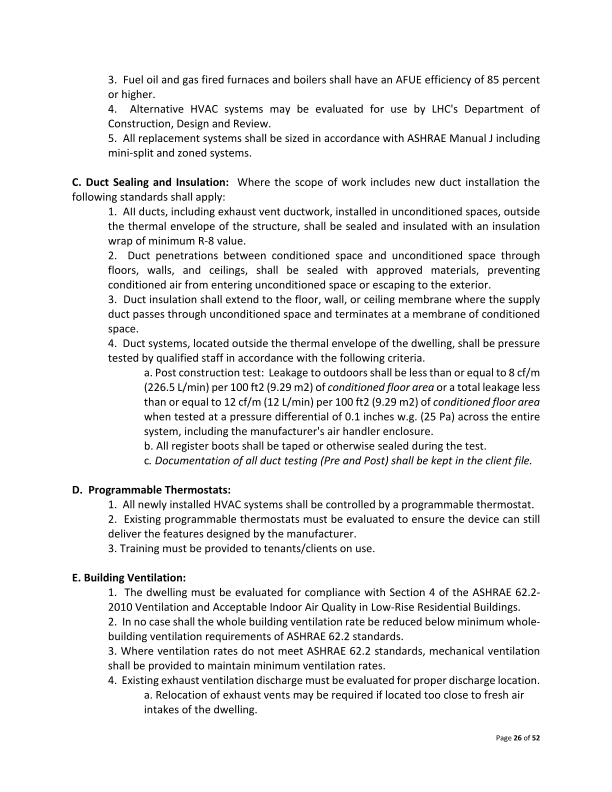 3. Fuel oil and gas fired furnaces and boilers shall have an AFUE efficiency of 85 percent
or higher.
4. Alternative HVAC systems may be evaluated for use by LHC's Department of
Construction, Design and Review.
5. All replacement systems shall be sized in accordance with ASHRAE Manual J including
mini-split and zoned systems.
C. Duct Sealing and Insulation: Where the scope of work includes new duct installation the
following standards shall apply:
1. AII ducts, including exhaust vent ductwork, installed in unconditioned spaces, outside
the thermal envelope of the structure, shall be sealed and insulated with an insulation
wrap of minimum R-8 value.
2. Duct penetrations between conditioned space and unconditioned space through
floors, walls, and ceilings, shall be sealed with approved materials, preventing
conditioned air from entering unconditioned space or escaping to the exterior.
3. Duct insulation shall extend to the floor, wall, or ceiling membrane where the supply
duct passes through unconditioned space and terminates at a membrane of conditioned
space.
4. Duct systems, located outside the thermal envelope of the dwelling, shall be pressure
tested by qualified staff in accordance with the following criteria.
a. Post construction test: Leakage to outdoors shall be less than or equal to 8 cf/m
(226.5 L/min) per 100 ft2 (9.29 m2) of conditioned floor area or a total leakage less
than or equal to 12 cf/m (12 L/min) per 100 ft2 (9.29 m2) of conditioned floor area
when tested at a pressure differential of 0.1 inches w.g. (25 Pa) across the entire
system, including the manufacturer's air handler enclosure.
b. All register boots shall be taped or otherwise sealed during the test.
c. Documentation of all duct testing (Pre and Post) shall be kept in the client file.
D. Programmable Thermostats:
1. All newly installed HVAC systems shall be controlled by a programmable thermostat.
2. Existing programmable thermostats must be evaluated to ensure the device can still
deliver the features designed by the manufacturer.
3. Training must be provided to tenants/clients on use.
E. Building Ventilation:
1. The dwelling must be evaluated for compliance with Section 4 of the ASHRAE 62.2-
2010 Ventilation and Acceptable Indoor Air Quality in Low-Rise Residential Buildings.
2. In no case shall the whole building ventilation rate be reduced below minimum whole-
building ventilation requirements of ASHRAE 62.2 standards.
3. Where ventilation rates do not meet ASHRAE 62.2 standards, mechanical ventilation
shall be provided to maintain minimum ventilation rates.
4. Existing exhaust ventilation discharge must be evaluated for proper discharge location.
a. Relocation of exhaust vents may be required if located too close to fresh air
intakes of the dwelling.
Page 26 of 52